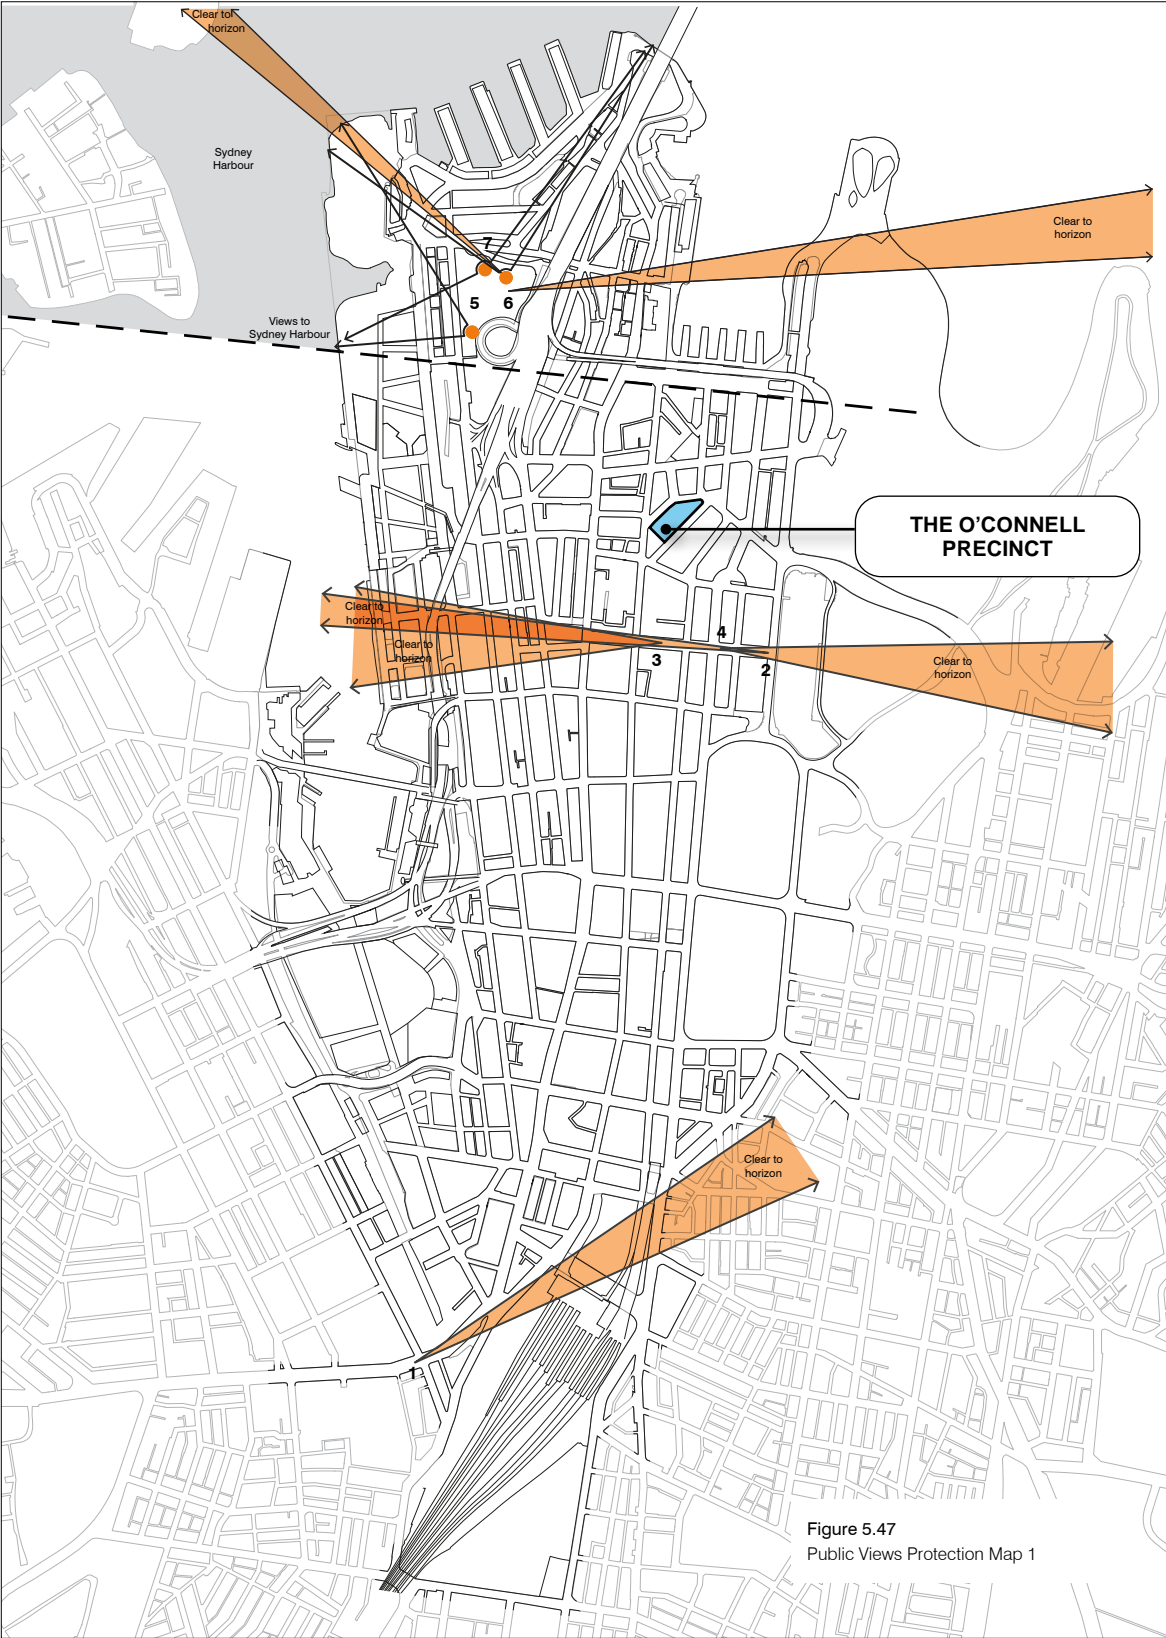 Clear to
horizon
Sydney
Harbour
Clear to
horizon
7
5
6
Views to
Sydney Harbour
THE O'CONNELL
PRECINCT
Clear to
horizon
Clear to
horizon
4
3
2
Clear to
horizon
Clear to
horizon
1
Figure 5.47
Public Views Protection Map 1